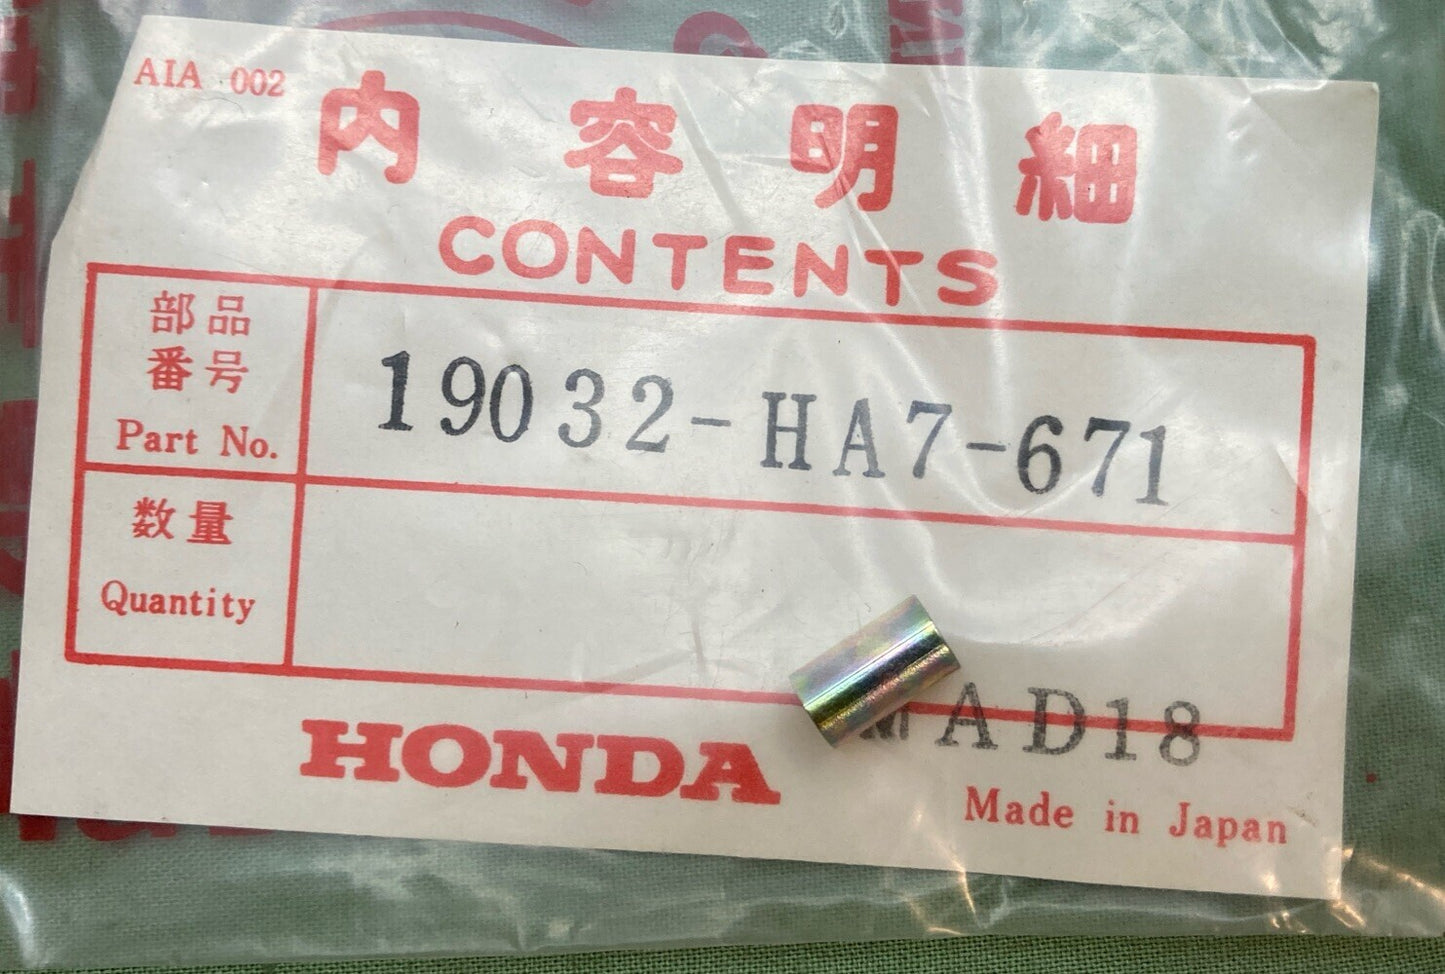 AIA 002
内容明細
CONTENTS
部品
番号
Part No.
19032-HA7-671
数量
Quantity
MAD18
HONDA
Made in Japan